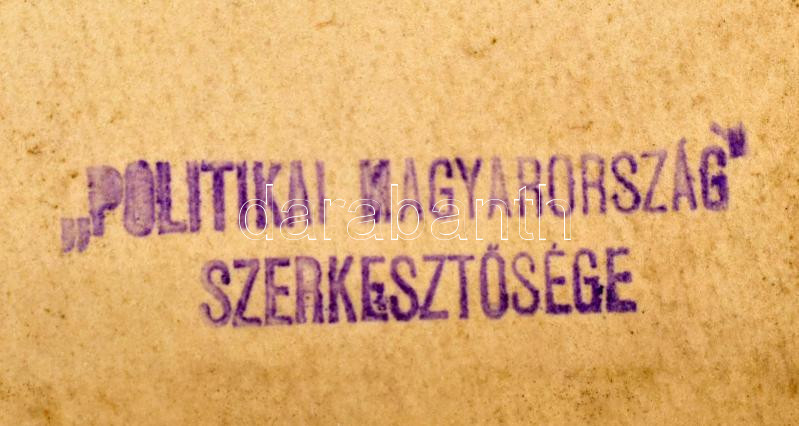 „POLITIKAI MAGYARORSZÁG"
darabanth
SZERKESZTŐSÉGE